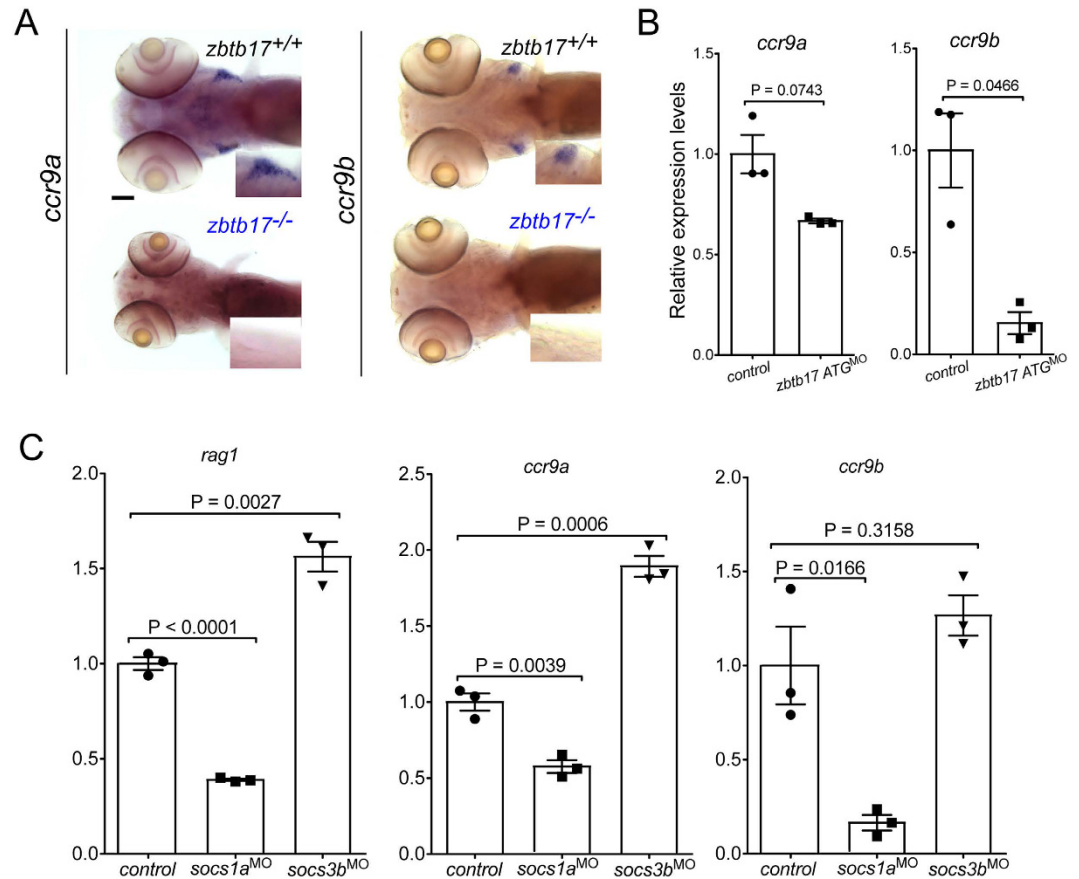 A
ccr9a
zbtb17+/+
zbtb17-/-
ccr9b
zbtb17+/+
zbtb17-/-
B
ccr9a
Relative expression levels
1.5
1.0
0.5
0.0
P = 0.0743
control
zbtb17 ATGMO
ccr9b
1.5
1.0
0.5
0.0
P = 0.0466
control
zbtb17 ATGMO
C
rag1
2.0
1.5
1.0
0.5
0.0
P = 0.0027
P < 0.0001
control
socs1aMO
socs3bMO
ccr9a
2.5
2.0
1.5
1.0
0.5
0.0
P = 0.0006
P = 0.0039
control
socs1aMO
socs3bMO
ccr9b
2.0
1.5
1.0
0.5
0.0
P = 0.3158
P = 0.0166
control
socs1aMO
socs3bMO